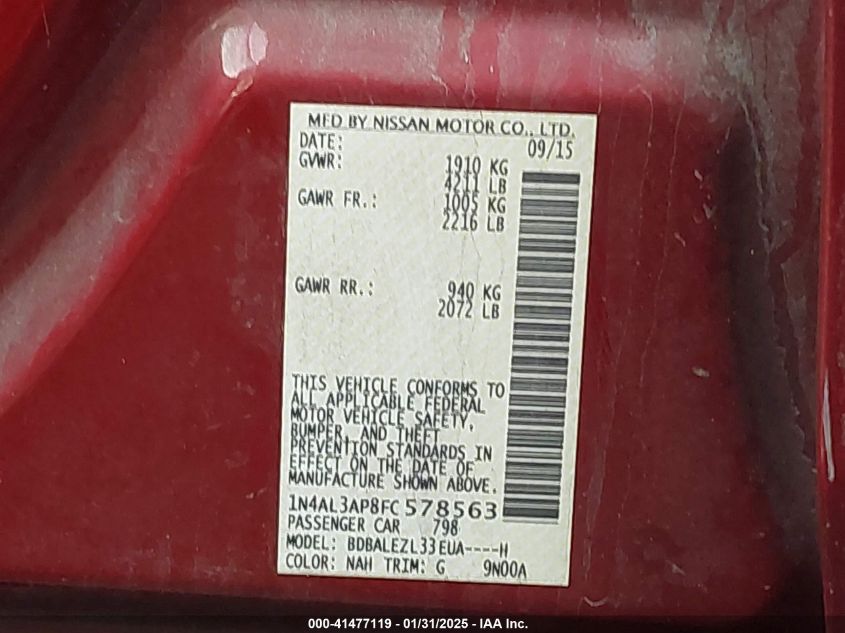 MFD BY NISSAN MOTOR CO., LTD.
DATE: 09/15
GVWR: 1910 KG
4211 LB
GAWR FR.: 1005 KG
2216 LB
GAWR RR.: 940 KG
2072 LB
THIS VEHICLE CONFORMS TO
ALL APPLICABLE FEDERAL
MOTOR VEHICLE SAFETY,
BUMPER, AND THEFT
PREVENTION STANDARDS IN
EFFECT ON THE DATE OF
MANUFACTURE SHOWN ABOVE.
1N4AL3AP8FC578563
PASSENGER CAR 798
MODEL: BDBALEZL33EUA----H
COLOR: NAH TRIM: G 9N00A
000-41477119 - 01/31/2025 - IAA Inc.